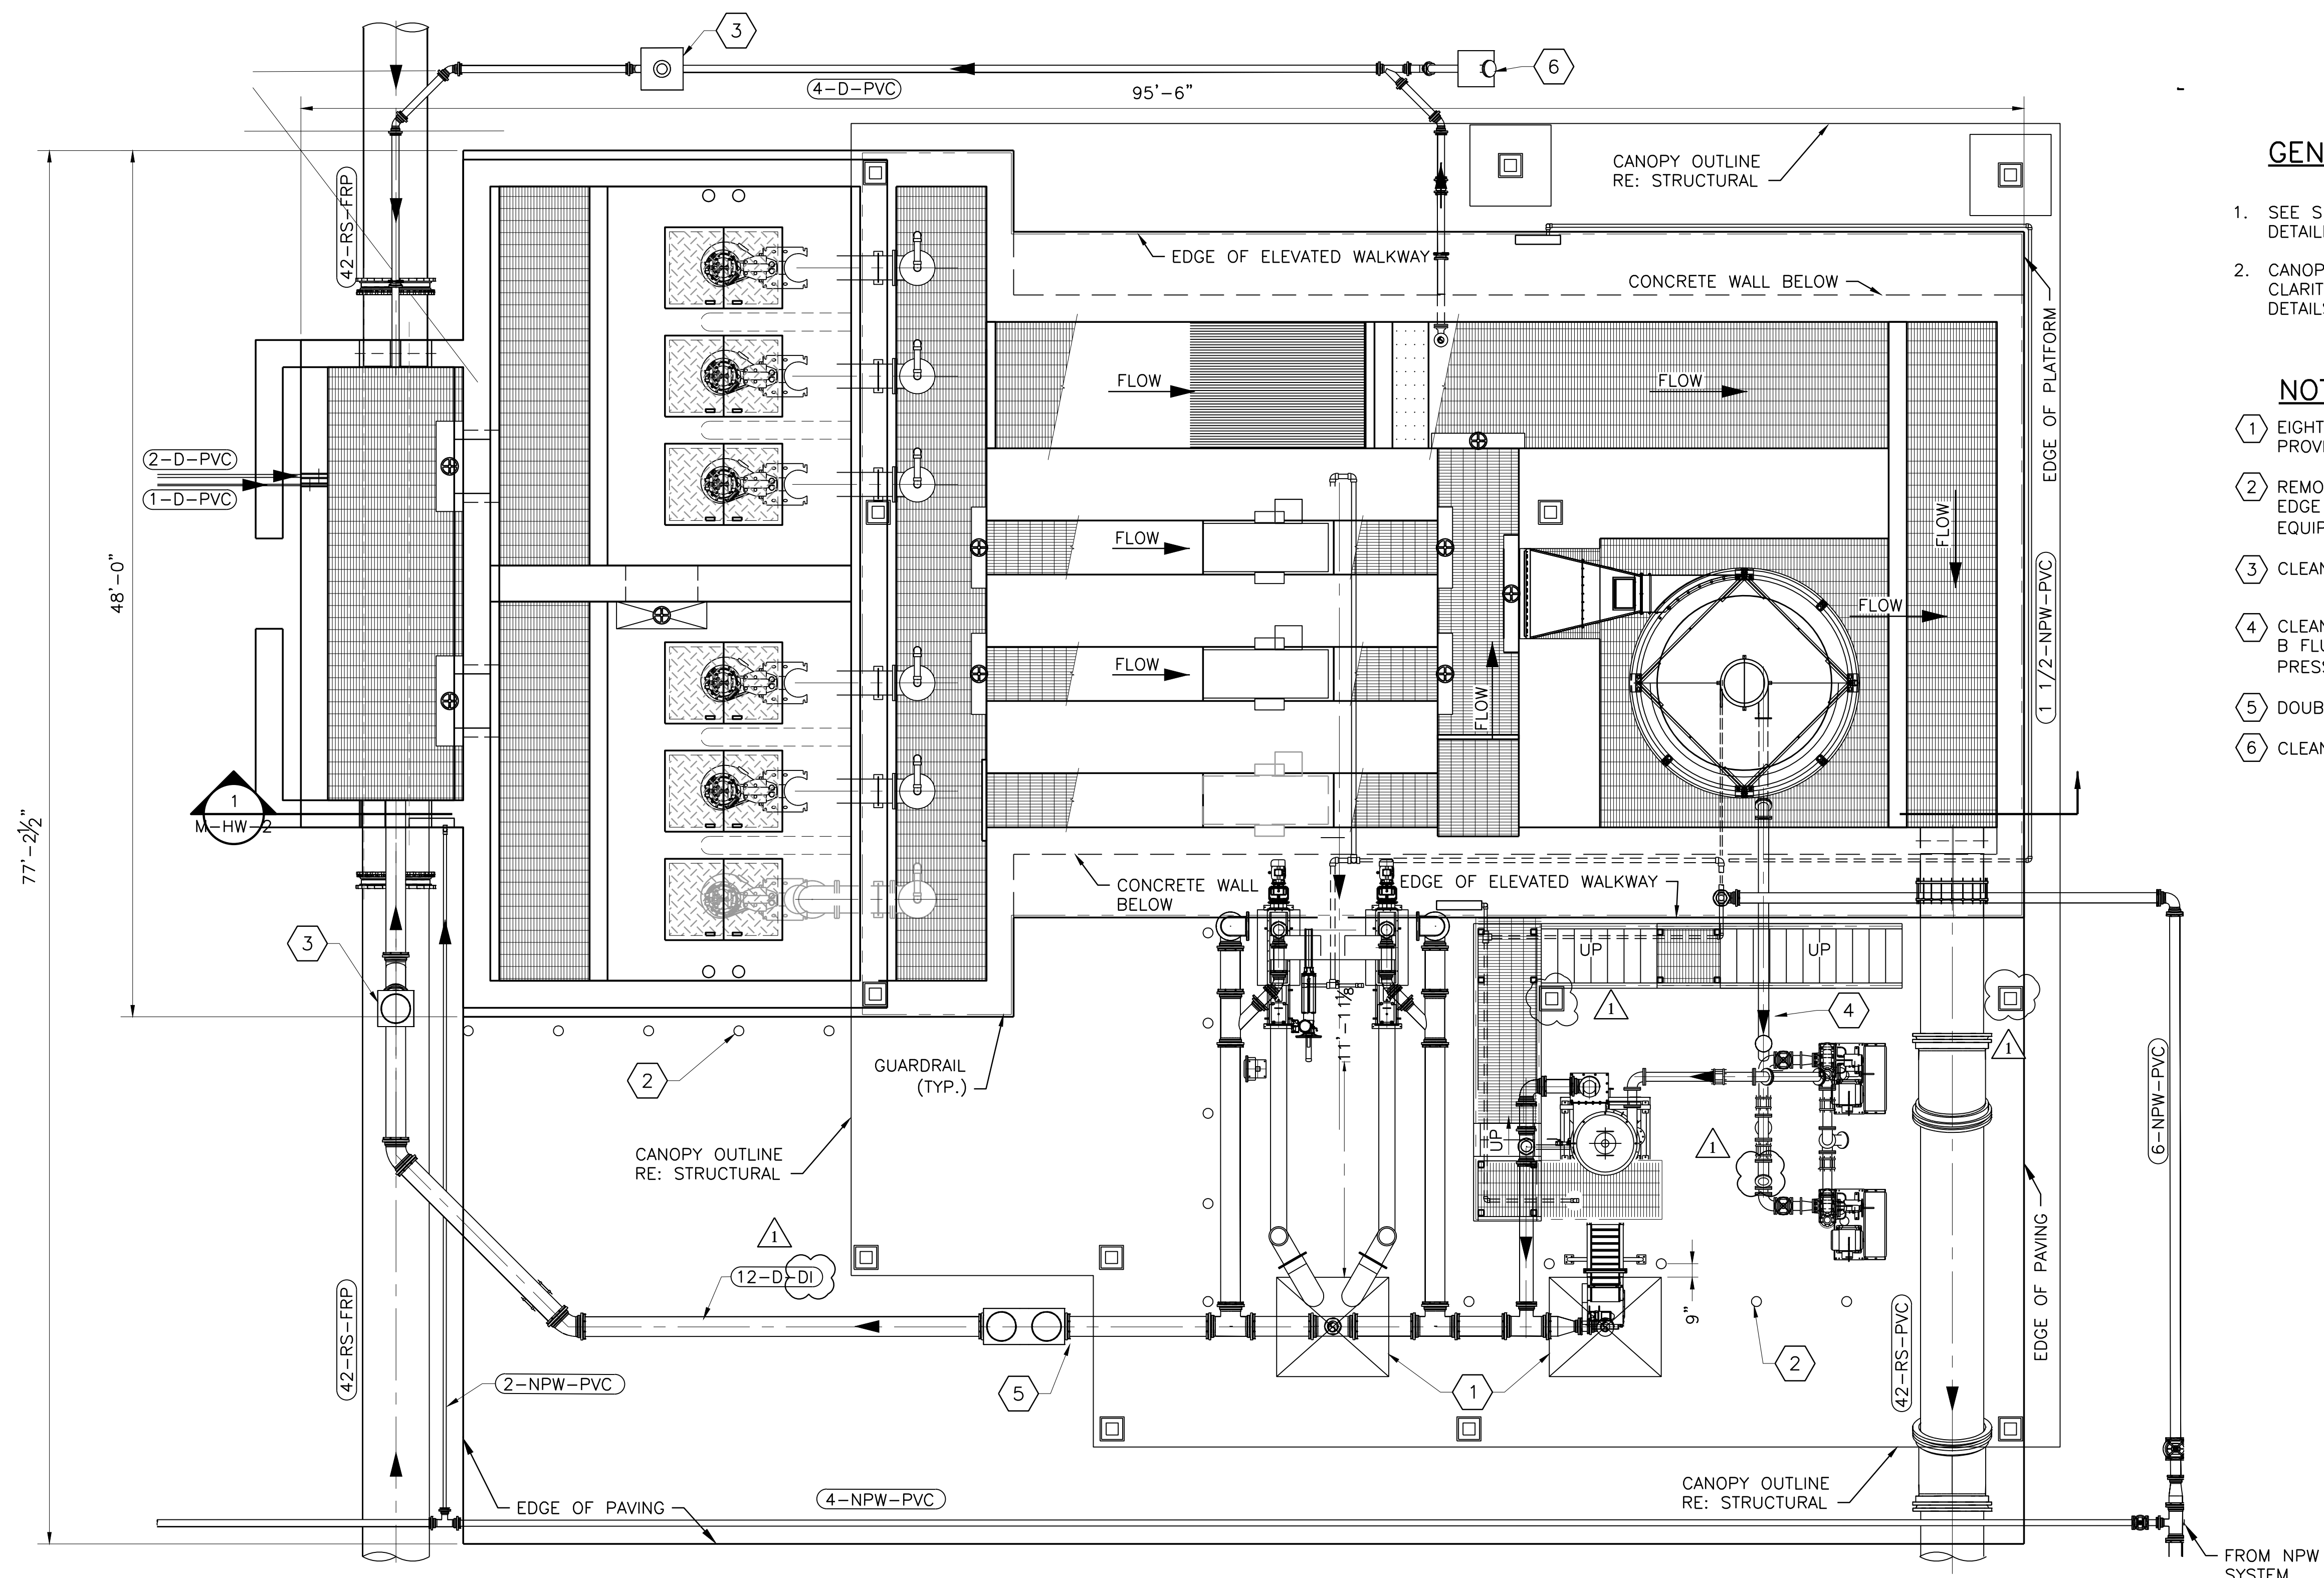 3
6
4-D-PVC
95'-6"
42-RS-FRP
CANOPY OUTLINE
RE: STRUCTURAL
EDGE OF ELEVATED WALKWAY
CONCRETE WALL BELOW
EDGE OF PLATFORM
FLOW
FLOW
2-D-PVC
1-D-PVC
48'-0"
77'-2½"
FLOW
FLOW
FLOW
FLOW
FLOW
1 1/2-NPW-PVC
1
M-HW-2
CONCRETE WALL
BELOW
EDGE OF ELEVATED WALKWAY
UP
UP
3
2
GUARDRAIL
(TYP.)
11'-11⅛
1
4
1
6-NPW-PVC
CANOPY OUTLINE
RE: STRUCTURAL
UP
1
1
12-D-DI
9"
42-RS-FRP
2-NPW-PVC
5
1
2
42-RS-PVC
EDGE OF PAVING
EDGE OF PAVING
4-NPW-PVC
CANOPY OUTLINE
RE: STRUCTURAL
FROM NPW
SYSTEM
GEN
1. SEE S
DETAIL
2. CANOP
CLARIT
DETAILS
NOT
1 EIGHT
PROVI
2 REMO
EDGE
EQUIP
3 CLEAN
4 CLEAN
B FLU
PRESS
5 DOUB
6 CLEAN